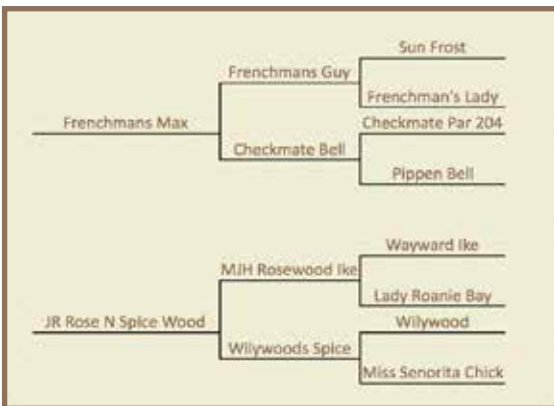 Sun Frost
Frenchmans Guy
Frenchman's Lady
Frenchmans Max
Checkmate Par 204
Checkmate Bell
Pippen Bell
Wayward Ike
MJH Rosewood Ike
Lady Roanie Bay
JR Rose N Spice Wood
Wilywood
Wilywoods Spice
Miss Senorita Chick